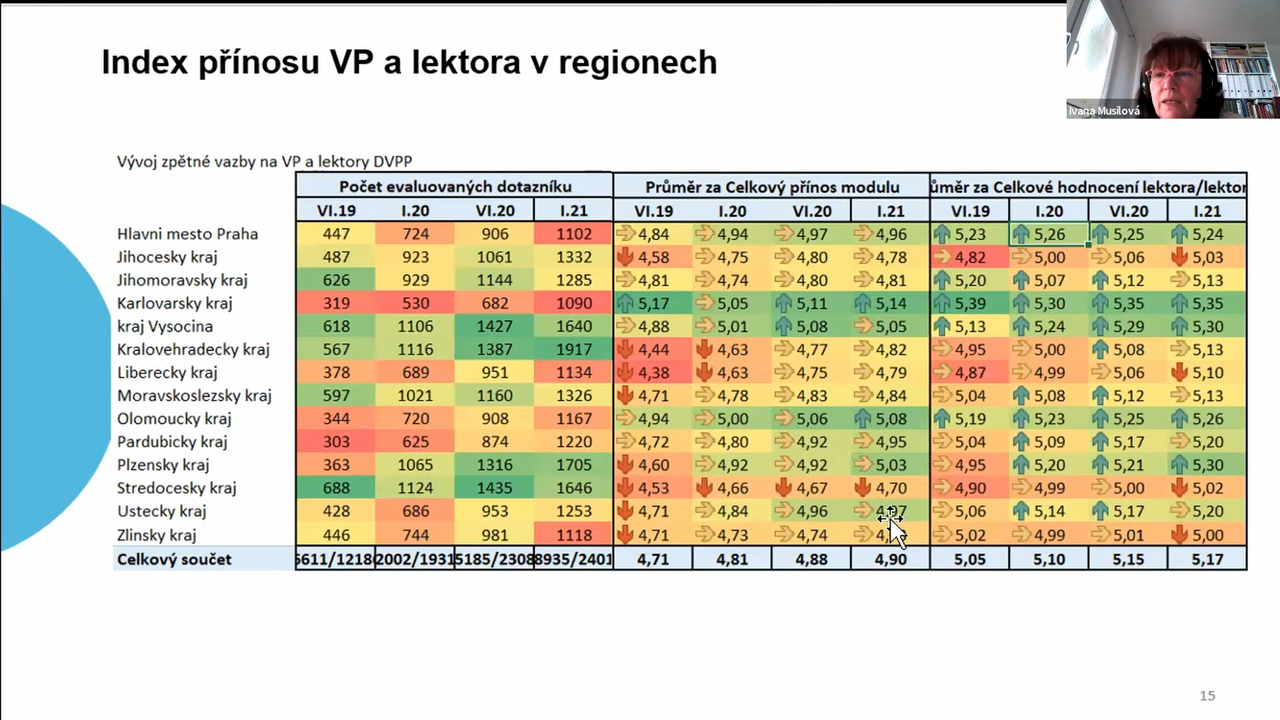 Index přínosu VP a lektora v regionech
Ivana Musilová
Vývoj zpětné vazby na VP a lektory DVPP
Počet evaluovaných dotazníku Průměr za Celkový přínos modulu ůměr za Celkové hodnocení lektora/lektor
VI.19 I.20 VI.20 I.21 VI.19 I.20 VI.20 I.21 VI.19 I.20 VI.20 I.21
Hlavni mesto Praha 447 724 906 1102 4,84 4,94 4,97 4,96 5,23 5,26 5,25 5,24
Jihocesky kraj 487 923 1061 1332 4,58 4,75 4,80 4,78 4,82 5,00 5,06 5,03
Jihomoravsky kraj 626 929 1144 1285 4,81 4,74 4,80 4,81 5,20 5,07 5,12 5,13
Karlovarsky kraj 319 530 682 1090 5,17 5,05 5,11 5,14 5,39 5,30 5,35 5,35
kraj Vysocina 618 1106 1427 1640 4,88 5,01 5,08 5,05 5,13 5,24 5,29 5,30
Kralovehradecky kraj 567 1116 1387 1917 4,44 4,63 4,77 4,82 4,95 5,00 5,08 5,13
Liberecky kraj 378 689 951 1134 4,38 4,63 4,75 4,79 4,87 4,99 5,06 5,10
Moravskoslezsky kraj 597 1021 1160 1326 4,71 4,78 4,83 4,84 5,04 5,08 5,12 5,13
Olomoucky kraj 344 720 908 1167 4,94 5,00 5,06 5,08 5,19 5,23 5,25 5,26
Pardubicky kraj 303 625 874 1220 4,72 4,80 4,92 4,95 5,04 5,09 5,17 5,20
Plzensky kraj 363 1065 1316 1705 4,60 4,92 4,92 5,03 4,95 5,20 5,21 5,30
Stredocesky kraj 688 1124 1435 1646 4,53 4,66 4,67 4,70 4,90 4,99 5,00 5,02
Ustecky kraj 428 686 953 1253 4,71 4,84 4,96 5,06 5,14 5,17 5,20
Zlinsky kraj 446 744 981 1118 4,71 4,73 4,74 5,02 4,99 5,01 5,00
Celkový součet 5611/1218 2002/1931 5185/2308 8935/2401 4,71 4,81 4,88 4,90 5,05 5,10 5,15 5,17
15